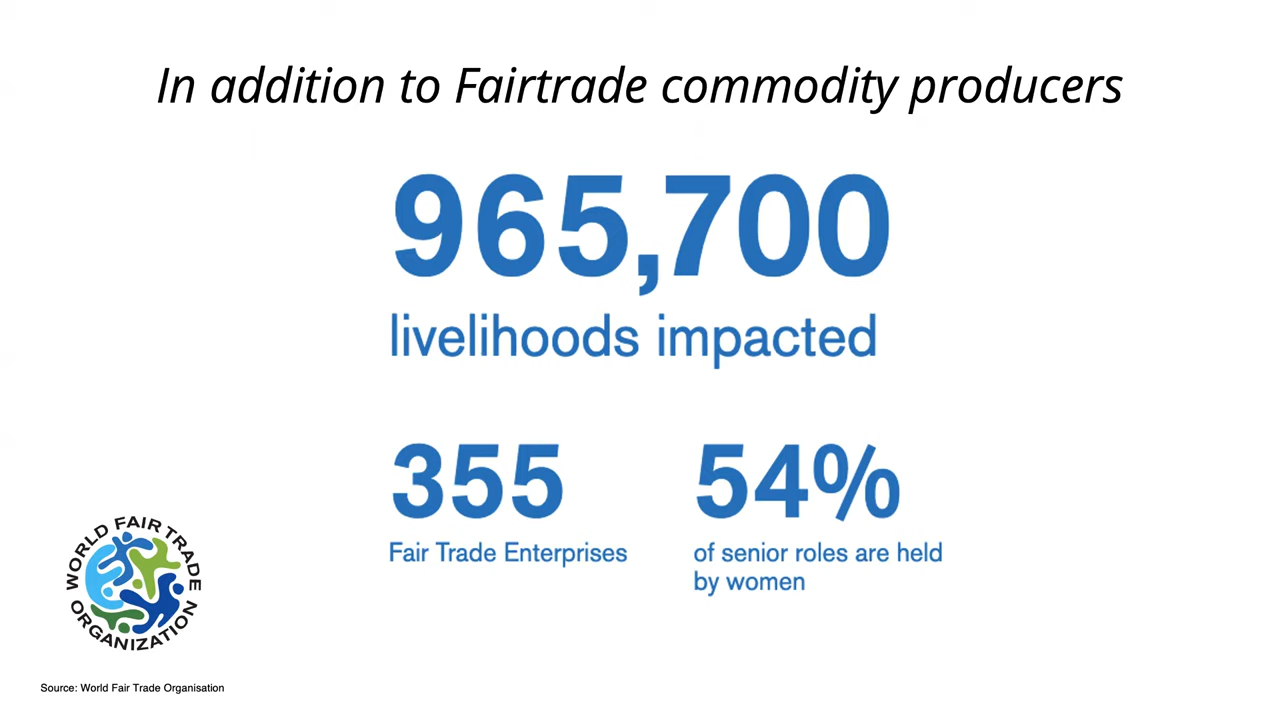 In addition to Fairtrade commodity producers
965,700
livelihoods impacted
355
Fair Trade Enterprises
54%
of senior roles are held
by women
WORLD FAIR TRADE
ORGANIZATION
Source: World Fair Trade Organisation